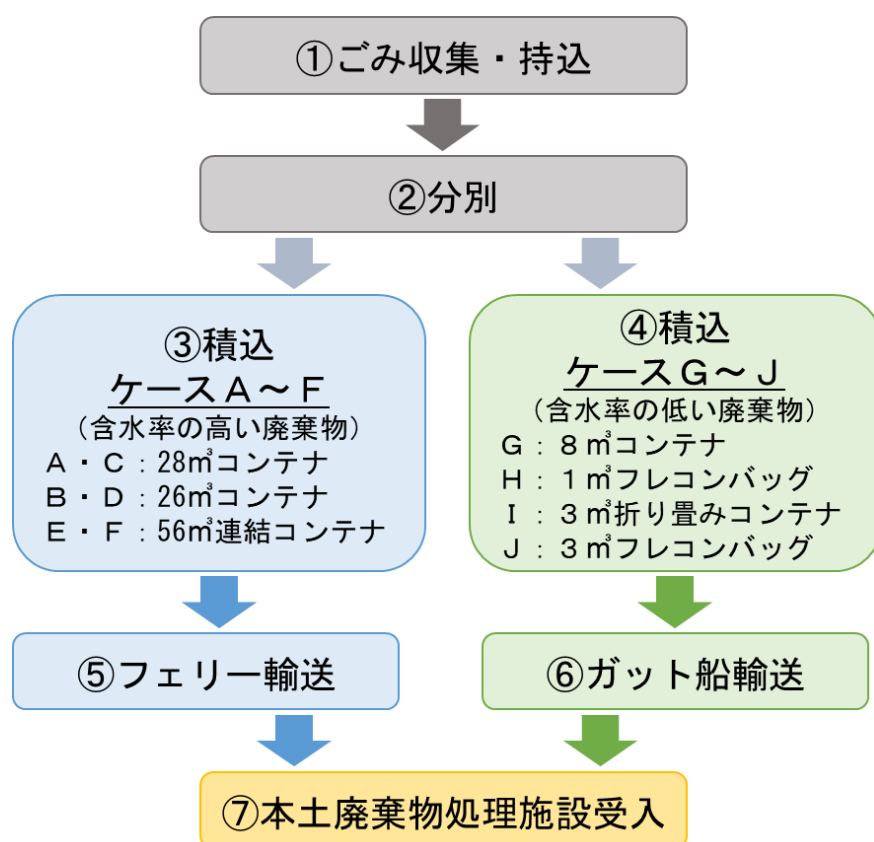 ①ごみ収集・持込
②分別
③積込
ケースA～F
(含水率の高い廃棄物)
A・C：28㎥コンテナ
B・D：26㎥コンテナ
E・F：56㎥連結コンテナ
④積込
ケースG～J
(含水率の低い廃棄物)
G：8㎥コンテナ
H：1㎥フレコンバッグ
I：3㎥折り畳みコンテナ
J：3㎥フレコンバッグ
⑤フェリー輸送
⑥ガット船輸送
⑦本土廃棄物処理施設受入